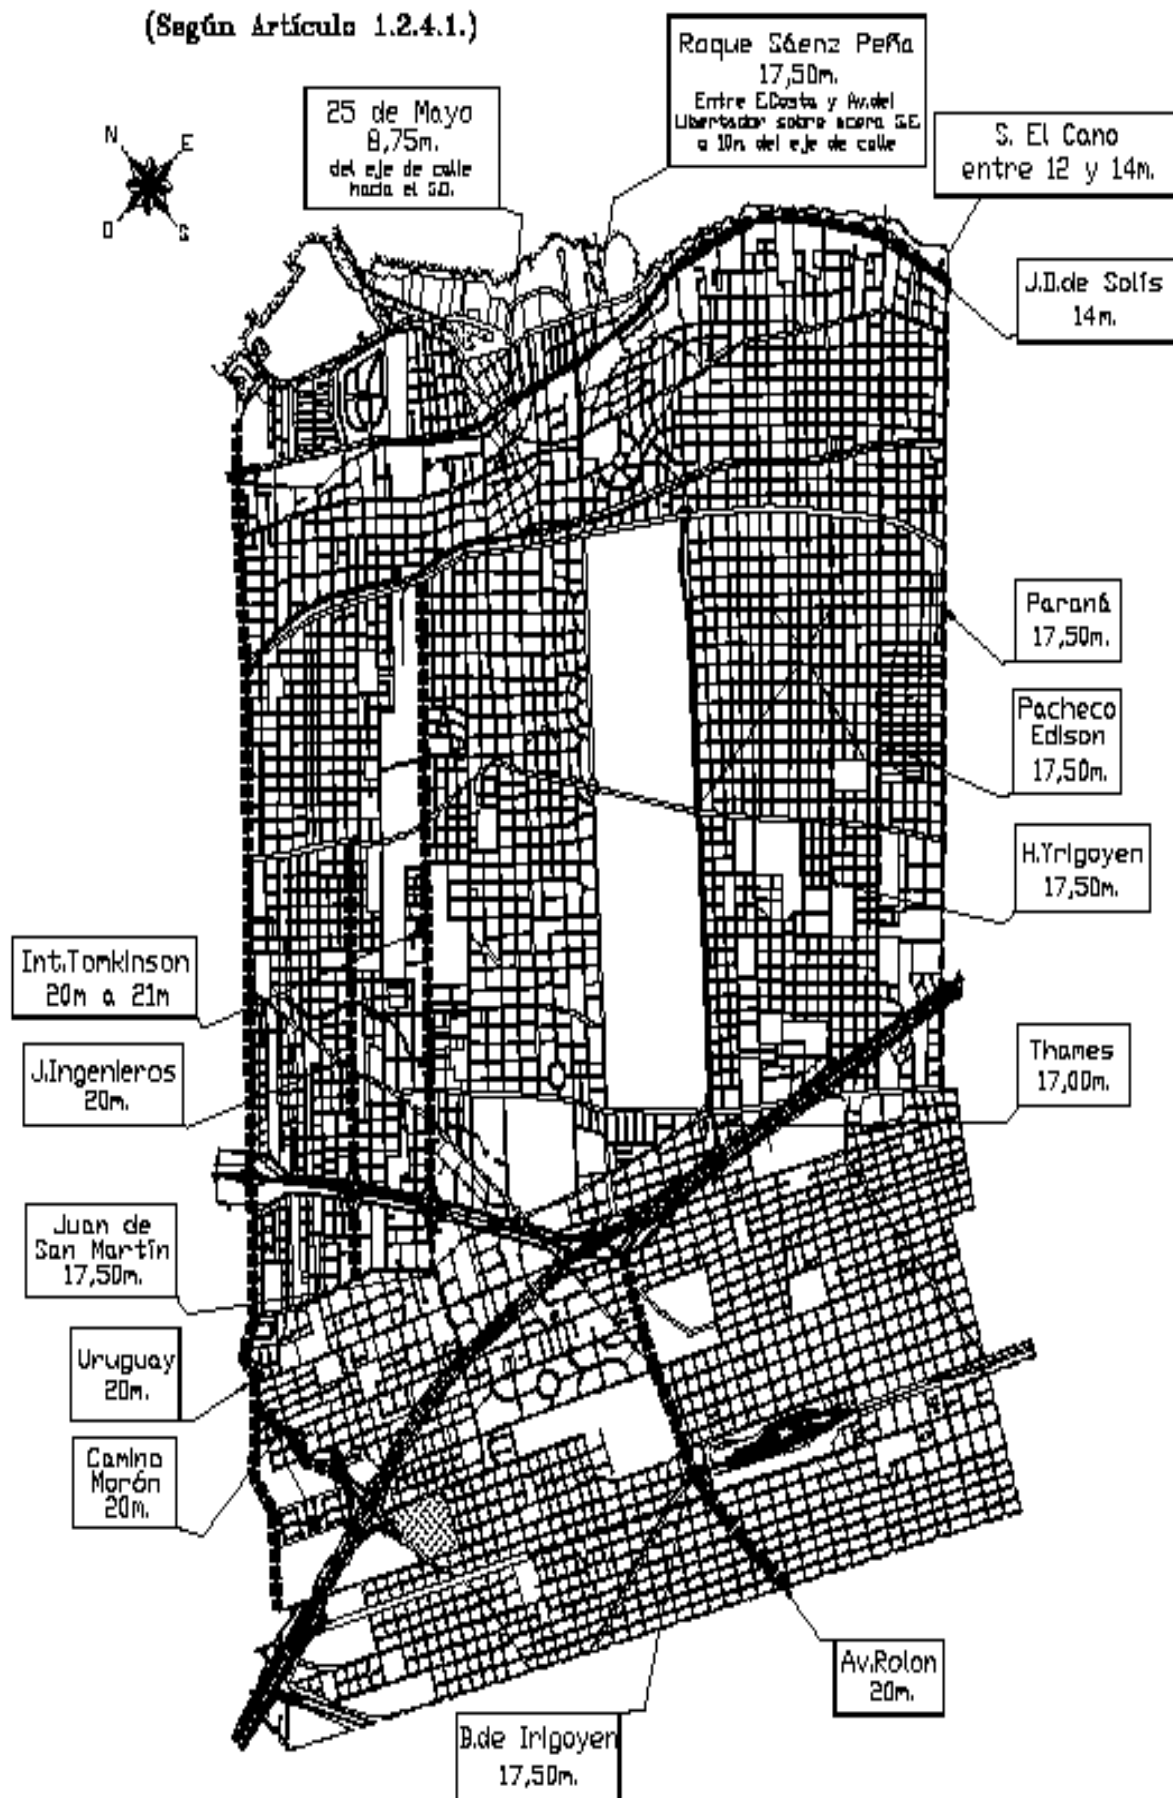 (Según Artículo 1.2.4.1.)
Roque Sáenz Peña
17,50m.
Entre E.Costa y Av.del
Libertador sobre acera S.E.
a 10m. del eje de calle
25 de Mayo
8,75m.
del eje de calle
hacia el S.O.
N
E
O
S
S. El Cano
entre 12 y 14m.
J.D.de Solís
14m.
Paraná
17,50m.
Pacheco
Edison
17,50m.
H.Yrigoyen
17,50m.
Int.Tomkinson
20m a 21m
J.Ingenieros
20m.
Thames
17,00m.
Juan de
San Martín
17,50m.
Uruguay
20m.
Camino
Morón
20m.
Av.Rolon
20m.
B.de Irigoyen
17,50m.